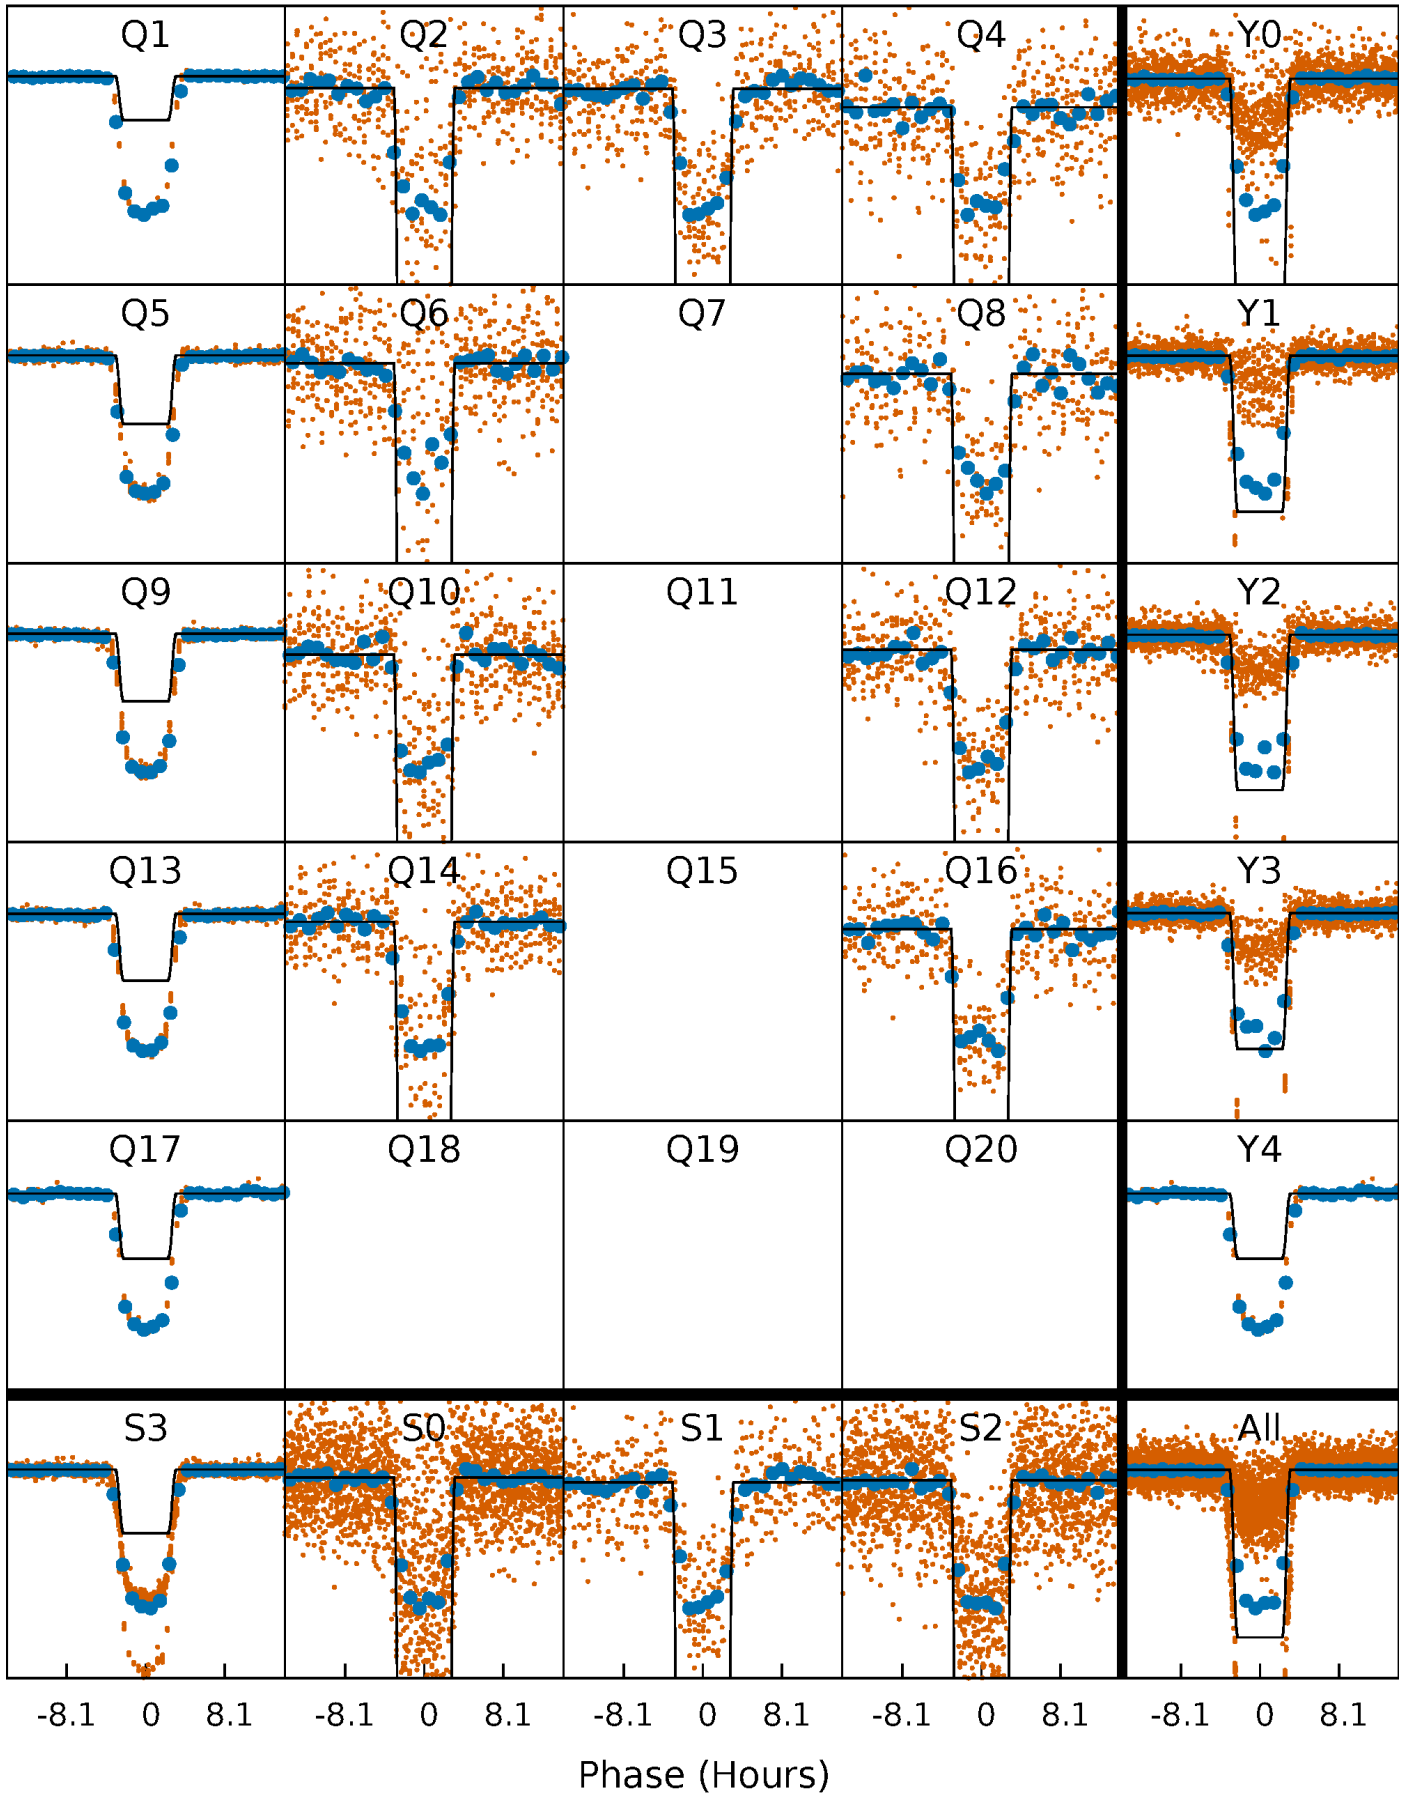 Q1 Q2 Q3 Q4 Y0
Q5 Q6 Q7 Q8 Y1
Q9 Q10 Q11 Q12 Y2
Q13 Q14 Q15 Q16 Y3
Q17 Q18 Q19 Q20 Y4
S3 S0 S1 S2 All
-8.1 0 8.1 -8.1 0 8.1 -8.1 0 8.1 -8.1 0 8.1 -8.1 0 8.1
Phase (Hours)